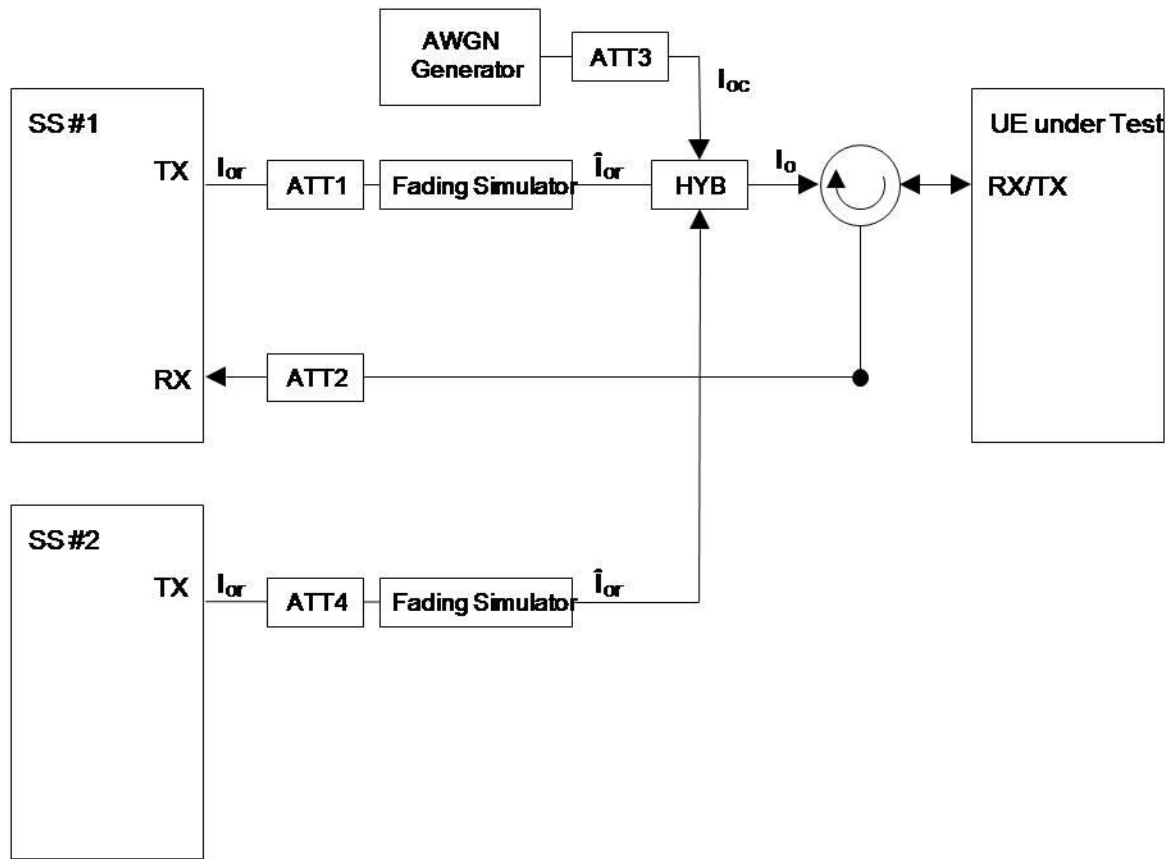 AWGN
Generator
ATT3
Ioc
SS #1
UE under Test
TX
Ior
ATT1
Fading Simulator
Îor
HYB
Io
RX/TX
RX
ATT2
SS #2
TX
Ior
ATT4
Fading Simulator
Îor